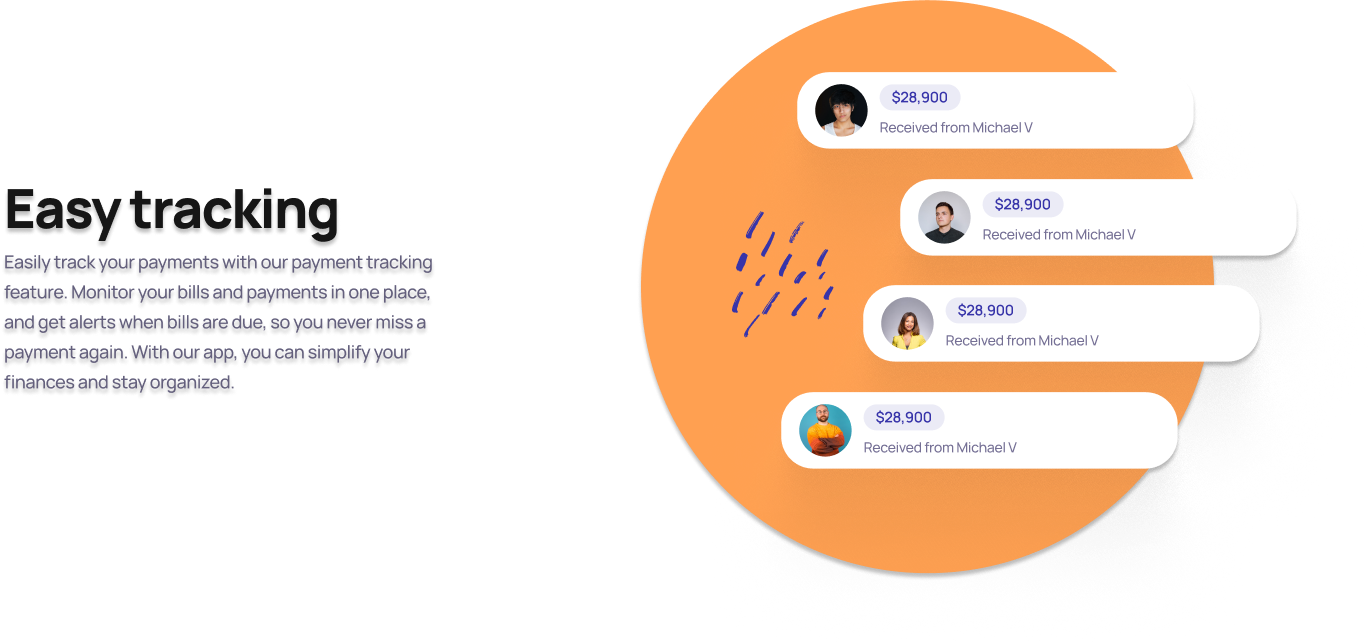 Easy tracking
Easily track your payments with our payment tracking
feature. Monitor your bills and payments in one place,
and get alerts when bills are due, so you never miss a
payment again. With our app, you can simplify your
finances and stay organized.
$28,900
Received from Michael V
$28,900
Received from Michael V
$28,900
Received from Michael V
$28,900
Received from Michael V